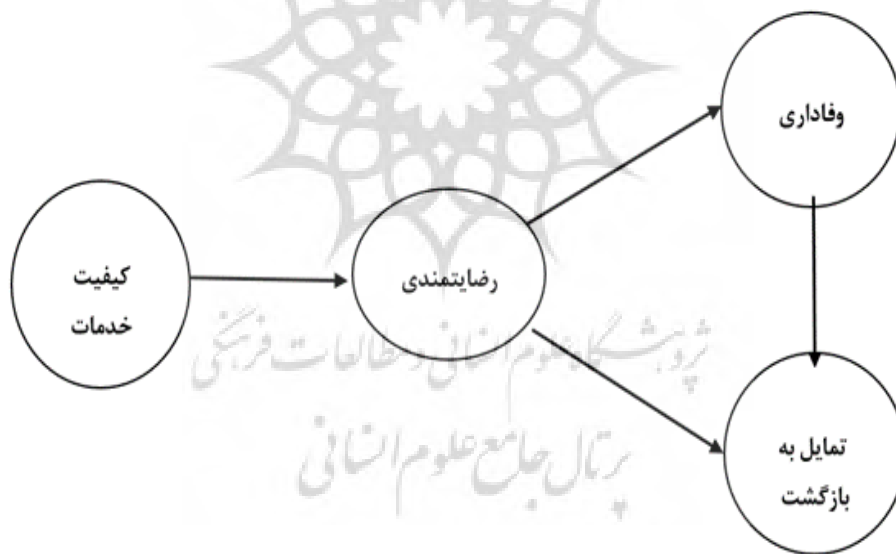 وفاداری
کیفیت
خدمات
رضایتمندی
پژوهشگاه علوم انسانی و مطالعات فرهنگی
تمایل به
بازگشت
پرتال جامع علوم انسانی